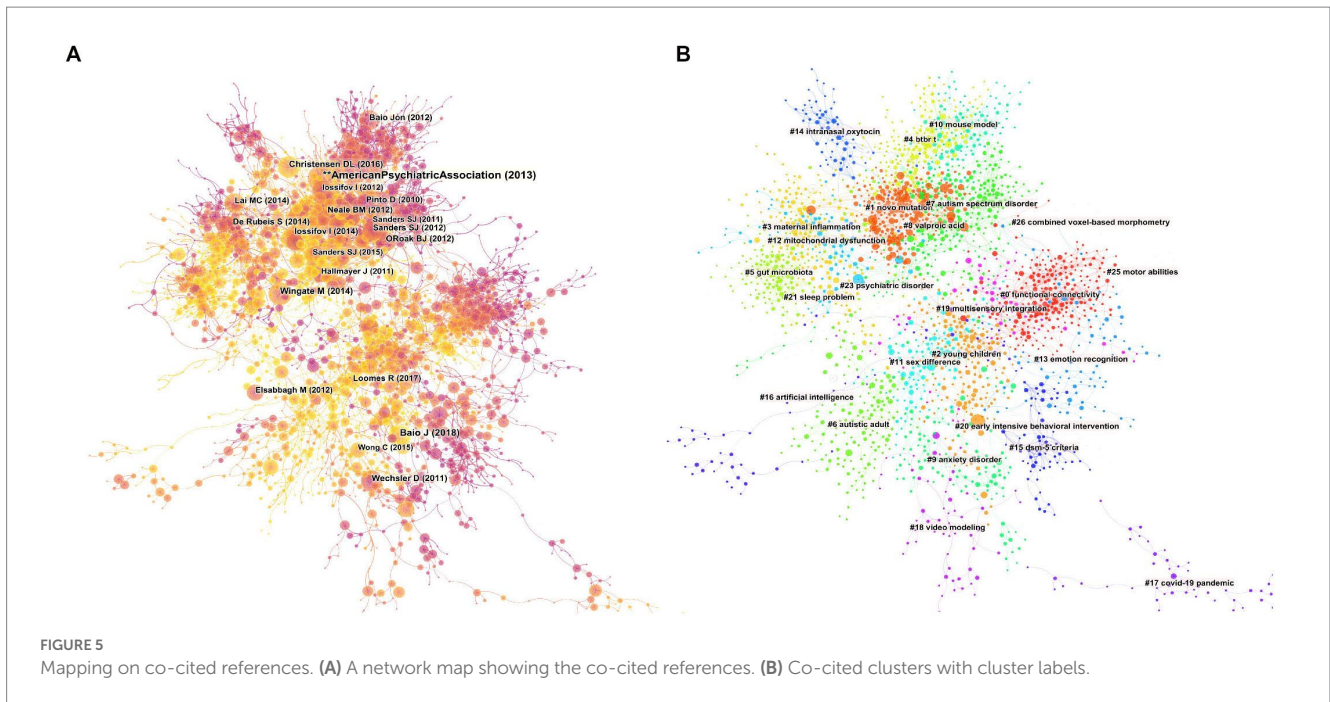 A
B
Baio Jon (2012)
Christensen DL (2016)
**AmericanPsychiatricAssociation (2013)
Iossifov I (2012)
Lai MC (2014)
Pinto D (2010)
Neale BM (2012)
De Rubeis S (2014)
Sanders SJ (2011)
Sanders SJ (2012)
Iossifov I (2014)
ORoak BJ (2012)
Sanders SJ (2015)
Hallmayer J (2011)
Wingate M (2014)
Loomes R (2017)
Elsabbagh M (2012)
Baio J (2018)
Wong C (2015)
Wechsler D (2011)
#10 mouse model
#14 intranasal oxytocin
#4 btbr t
#7 autism spectrum disorder
#1 novo mutation
#26 combined voxel-based morphometry
#3 maternal inflammation
#8 valproic acid
#12 mitochondrial dysfunction
#5 gut microbiota
#25 motor abilities
#23 psychiatric disorder
#21 sleep problem
#0 functional connectivity
#19 multisensory integration
#2 young children
#11 sex difference
#13 emotion recognition
#16 artificial intelligence
#6 autistic adult
#20 early intensive behavioral intervention
#15 dsm-5 criteria
#9 anxiety disorder
#18 video modeling
#17 covid-19 pandemic
FIGURE 5
Mapping on co-cited references. (A) A network map showing the co-cited references. (B) Co-cited clusters with cluster labels.